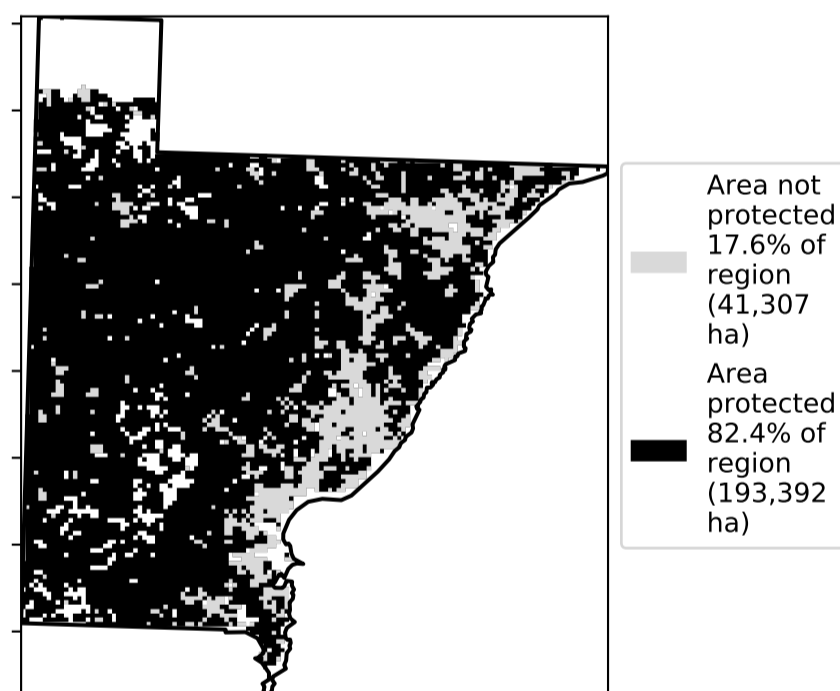 Area not
protected
17.6% of
region
(41,307
ha)
Area
protected
82.4% of
region
(193,392
ha)